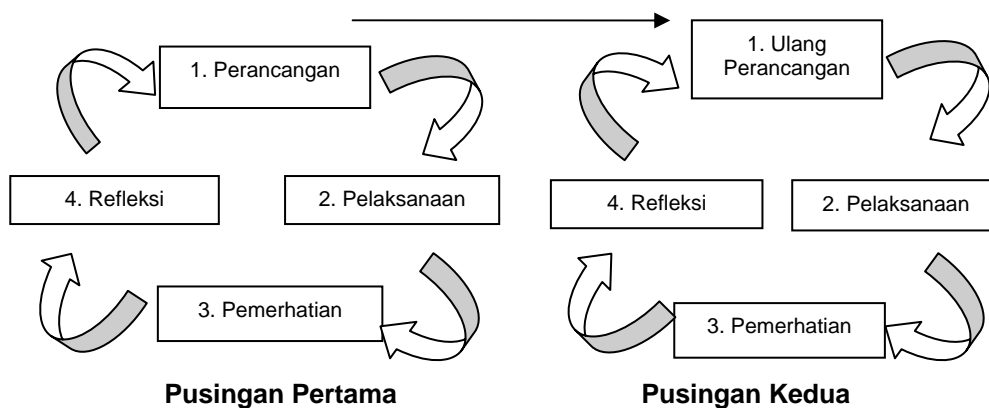 1. Perancangan
2. Pelaksanaan
3. Pemerhatian
4. Refleksi
Pusingan Pertama
1. Ulang
Perancangan
2. Pelaksanaan
3. Pemerhatian
4. Refleksi
Pusingan Kedua